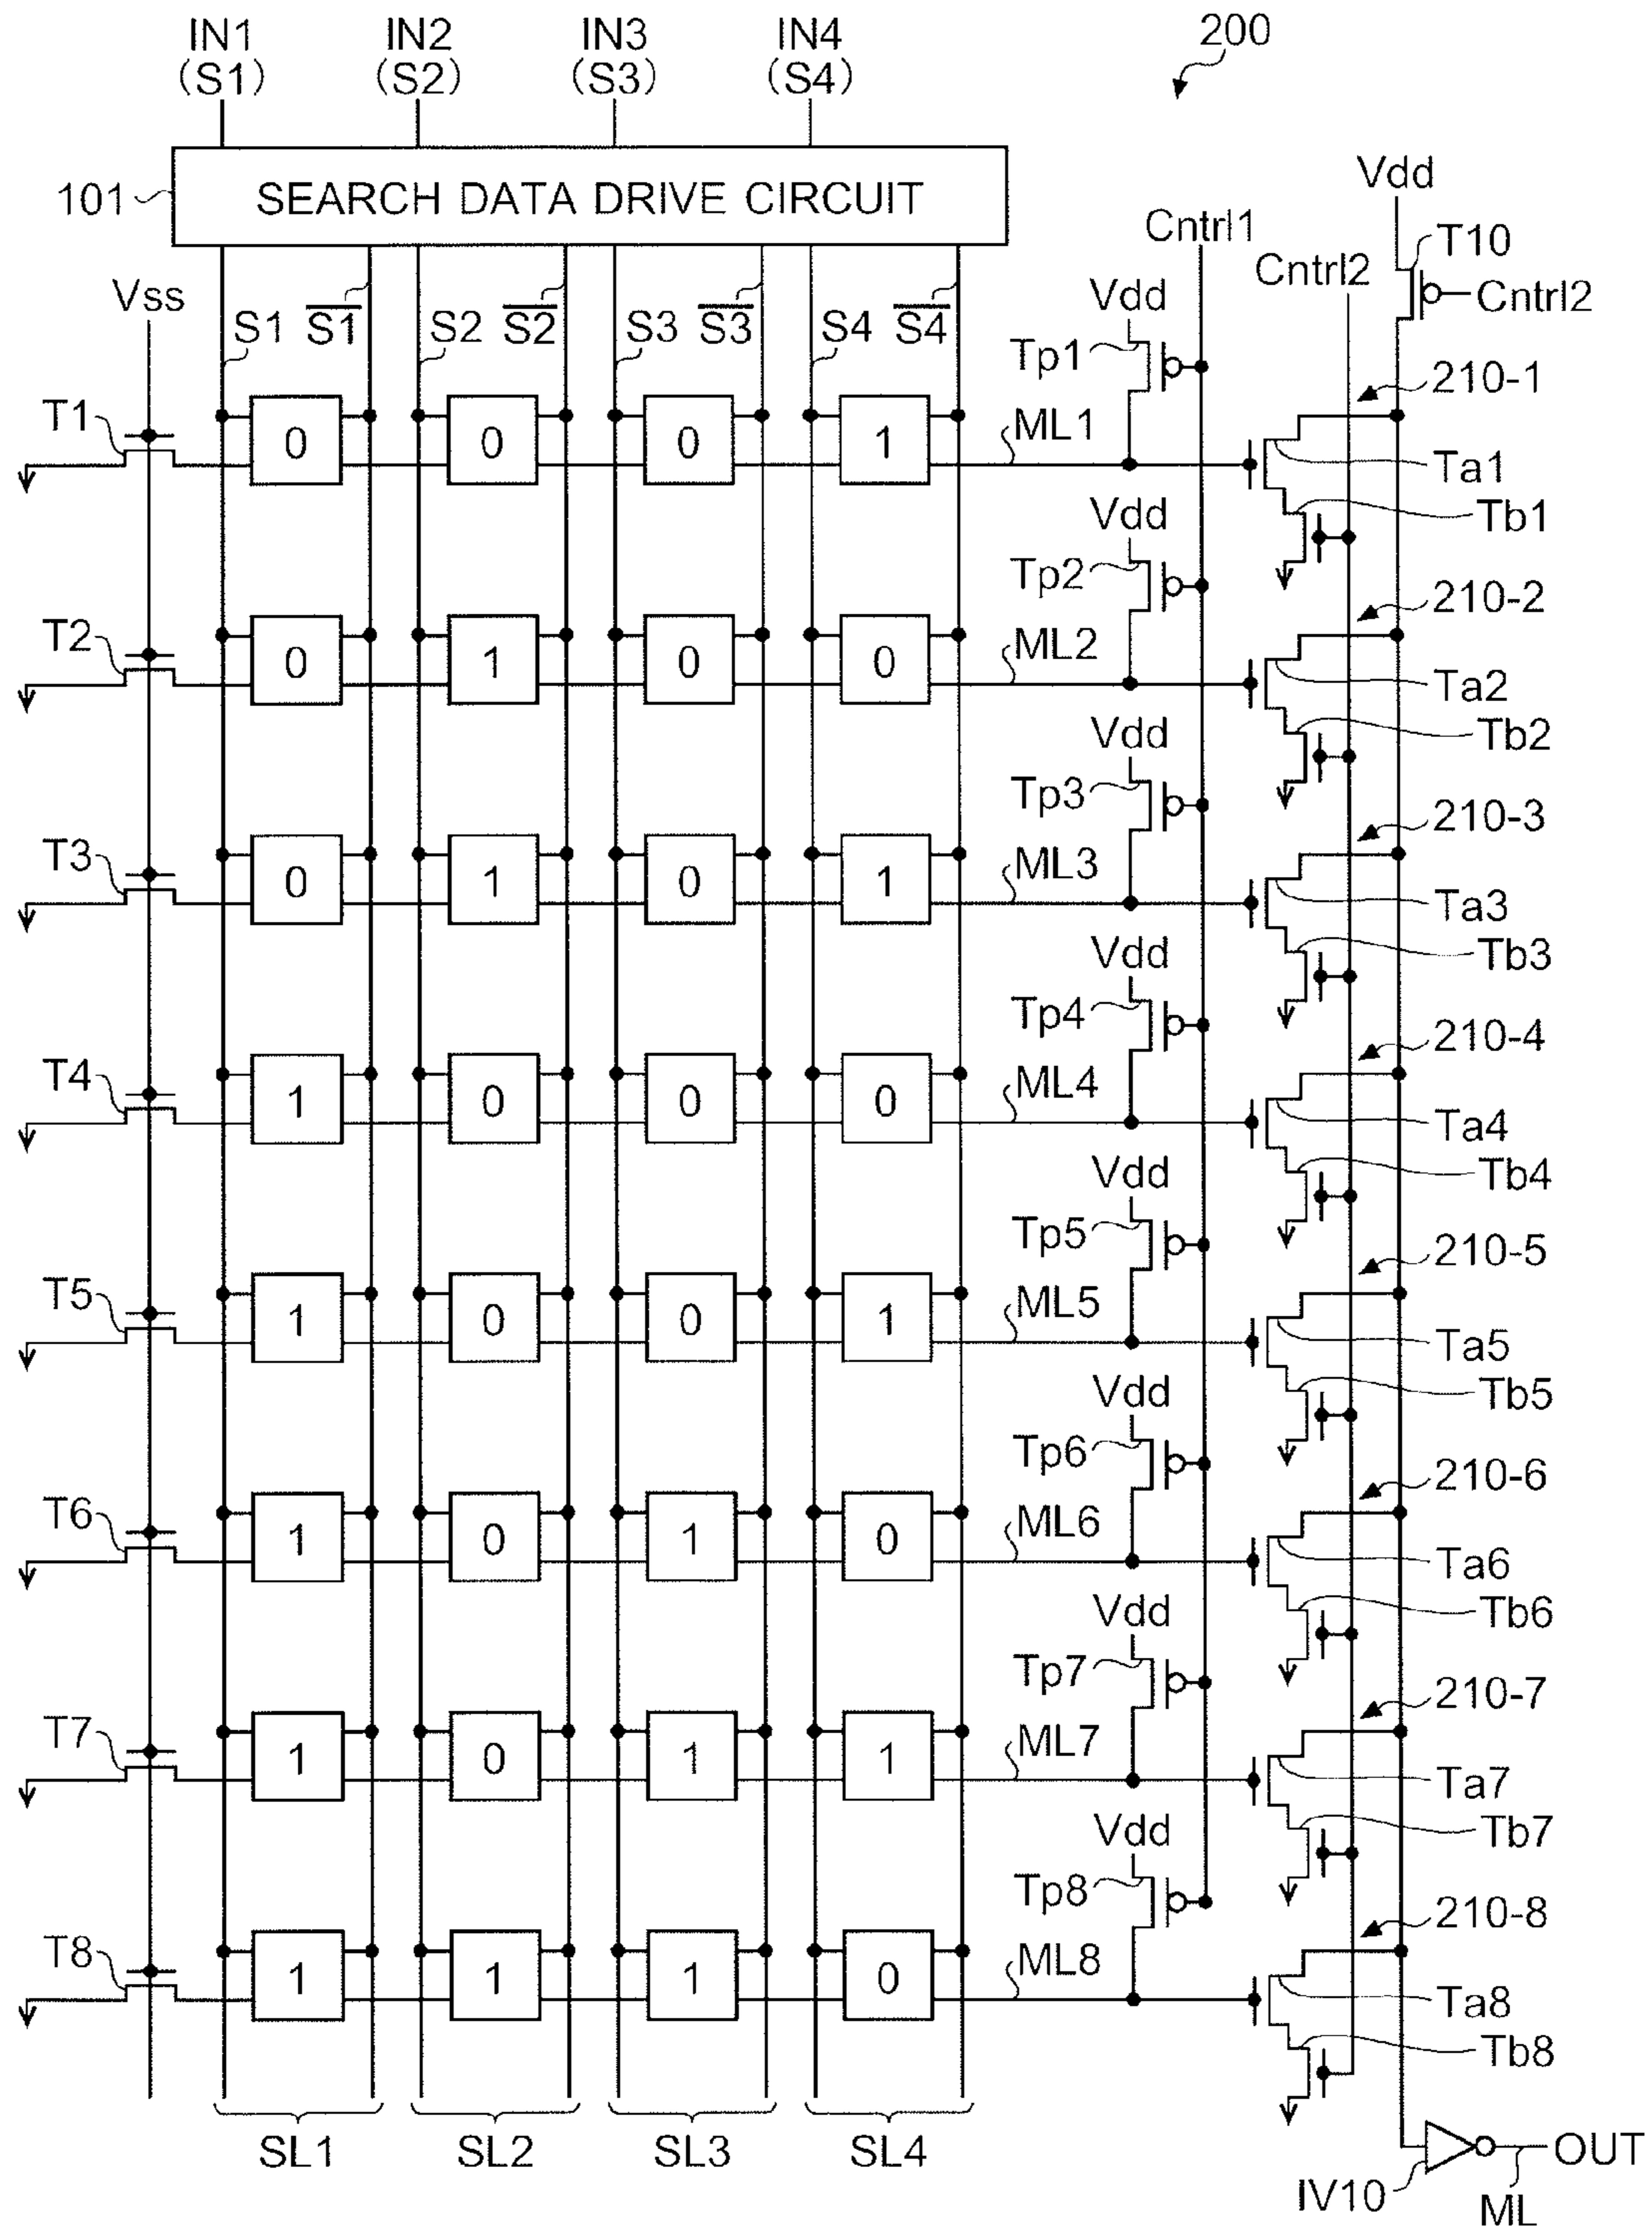 IN1 IN2 IN3 IN4 200
(S1) (S2) (S3) (S4)
101 SEARCH DATA DRIVE CIRCUIT Vdd
Cntrl1 T10
Cntrl2 Cntrl2
Vss S1 S1 S2 S2 S3 S3 S4 S4 Vdd
Tp1 210-1
T1 0 0 0 1 ML1 Ta1
Vdd Tb1
Tp2 210-2
T2 0 1 0 0 ML2 Ta2
Vdd Tb2
Tp3 210-3
T3 0 1 0 1 ML3 Ta3
Vdd Tb3
Tp4 210-4
T4 1 0 0 0 ML4 Ta4
Vdd Tb4
Tp5 210-5
T5 1 0 0 1 ML5 Ta5
Vdd Tb5
Tp6 210-6
T6 1 0 1 0 ML6 Ta6
Vdd Tb6
Tp7 210-7
T7 1 0 1 1 ML7 Ta7
Vdd Tb7
Tp8 210-8
T8 1 1 1 0 ML8 Ta8
Tb8
SL1 SL2 SL3 SL4 OUT
IV10 ML